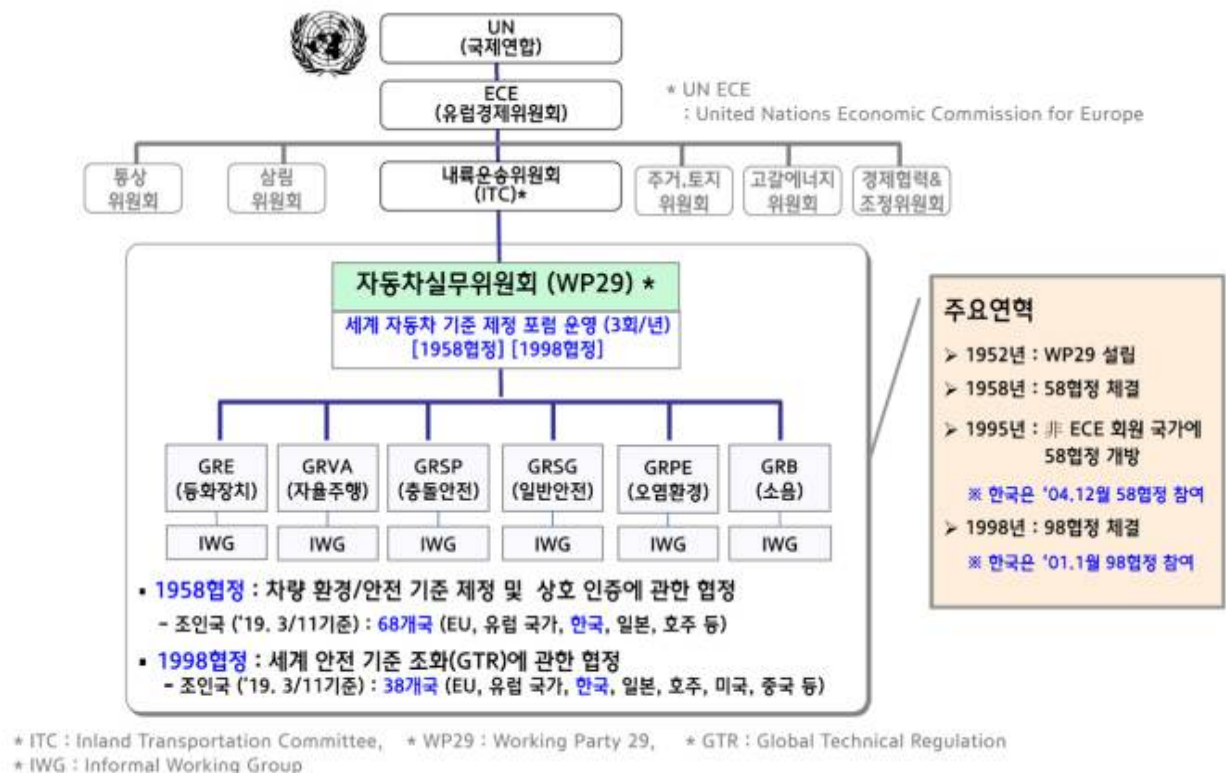 UN
(국제연합)
ECE
(유럽경제위원회)
* UN ECE
: United Nations Economic Commission for Europe
통상
위원회
삼림
위원회
내륙운송위원회
(ITC)*
주거,토지
위원회
고갈에너지
위원회
경제협력&
조정위원회
자동차실무위원회 (WP29) *
세계 자동차 기준 제정 포럼 운영 (3회/년)
[1958협정] [1998협정]
GRE
(등화장치)
GRVA
(자율주행)
GRSP
(충돌안전)
GRSG
(일반안전)
GRPE
(오염환경)
GRB
(소음)
IWG
IWG
IWG
IWG
IWG
IWG
▪ 1958협정 : 차량 환경/안전 기준 제정 및 상호 인증에 관한 협정
- 조인국 ('19. 3/11기준) : 68개국 (EU, 유럽 국가, 한국, 일본, 호주 등)
▪ 1998협정 : 세계 안전 기준 조화(GTR)에 관한 협정
- 조인국 ('19. 3/11기준) : 38개국 (EU, 유럽 국가, 한국, 일본, 호주, 미국, 중국 등)
주요연혁
➢ 1952년 : WP29 설립
➢ 1958년 : 58협정 체결
➢ 1995년 : 非 ECE 회원 국가에
58협정 개방
※ 한국은 '04.12월 58협정 참여
➢ 1998년 : 98협정 체결
※ 한국은 '01.1월 98협정 참여
* ITC : Inland Transportation Committee, * WP29 : Working Party 29, * GTR : Global Technical Regulation
* IWG : Informal Working Group